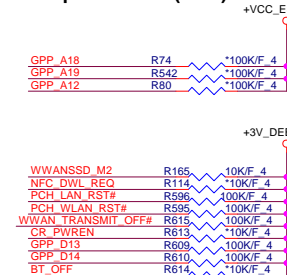 +VCC_E
GPP_A18 R74 *100K/F_4
GPP_A19 R542 *100K/F_4
GPP_A12 R80 *100K/F_4
+3V_DEE
WWANSSD_M2 R165 10K/F_4
NFC_DWL_REQ R114 *10K/F_4
PCH_LAN_RST# R596 100K/F_4
PCH_WLAN_RST# R595 100K/F_4
WWAN_TRANSMIT_OFF# R615 100K/F_4
CR_PWREN R613 *10K/F_4
GPP_D13 R609 100K/F_4
GPP_D14 R610 100K/F_4
BT_OFF R614 *10K/F_4